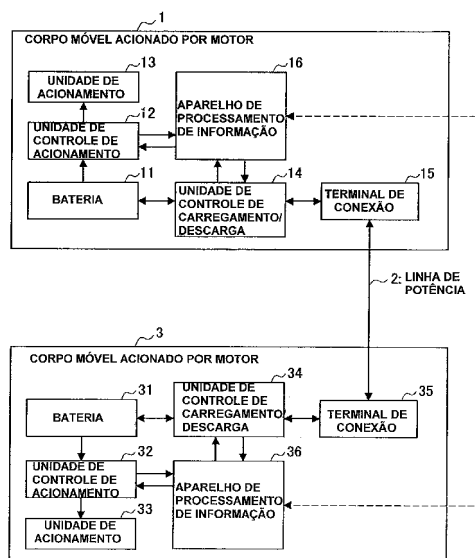 1
CORPO MÓVEL ACIONADO POR MOTOR
13
UNIDADE DE
ACIONAMENTO
12
UNIDADE DE
CONTROLE DE
ACIONAMENTO
11
BATERIA
16
APARELHO DE
PROCESSAMENTO
DE INFORMAÇÃO
14
UNIDADE DE
CONTROLE DE
CARREGAMENTO/
DESCARGA
15
TERMINAL DE
CONEXÃO
2: LINHA DE
POTÊNCIA
3
CORPO MÓVEL ACIONADO POR MOTOR
31
BATERIA
34
UNIDADE DE
CONTROLE DE
CARREGAMENTO/
DESCARGA
35
TERMINAL DE
CONEXÃO
32
UNIDADE DE
CONTROLE DE
ACIONAMENTO
36
APARELHO DE
PROCESSAMENTO
DE INFORMAÇÃO
33
UNIDADE DE
ACIONAMENTO